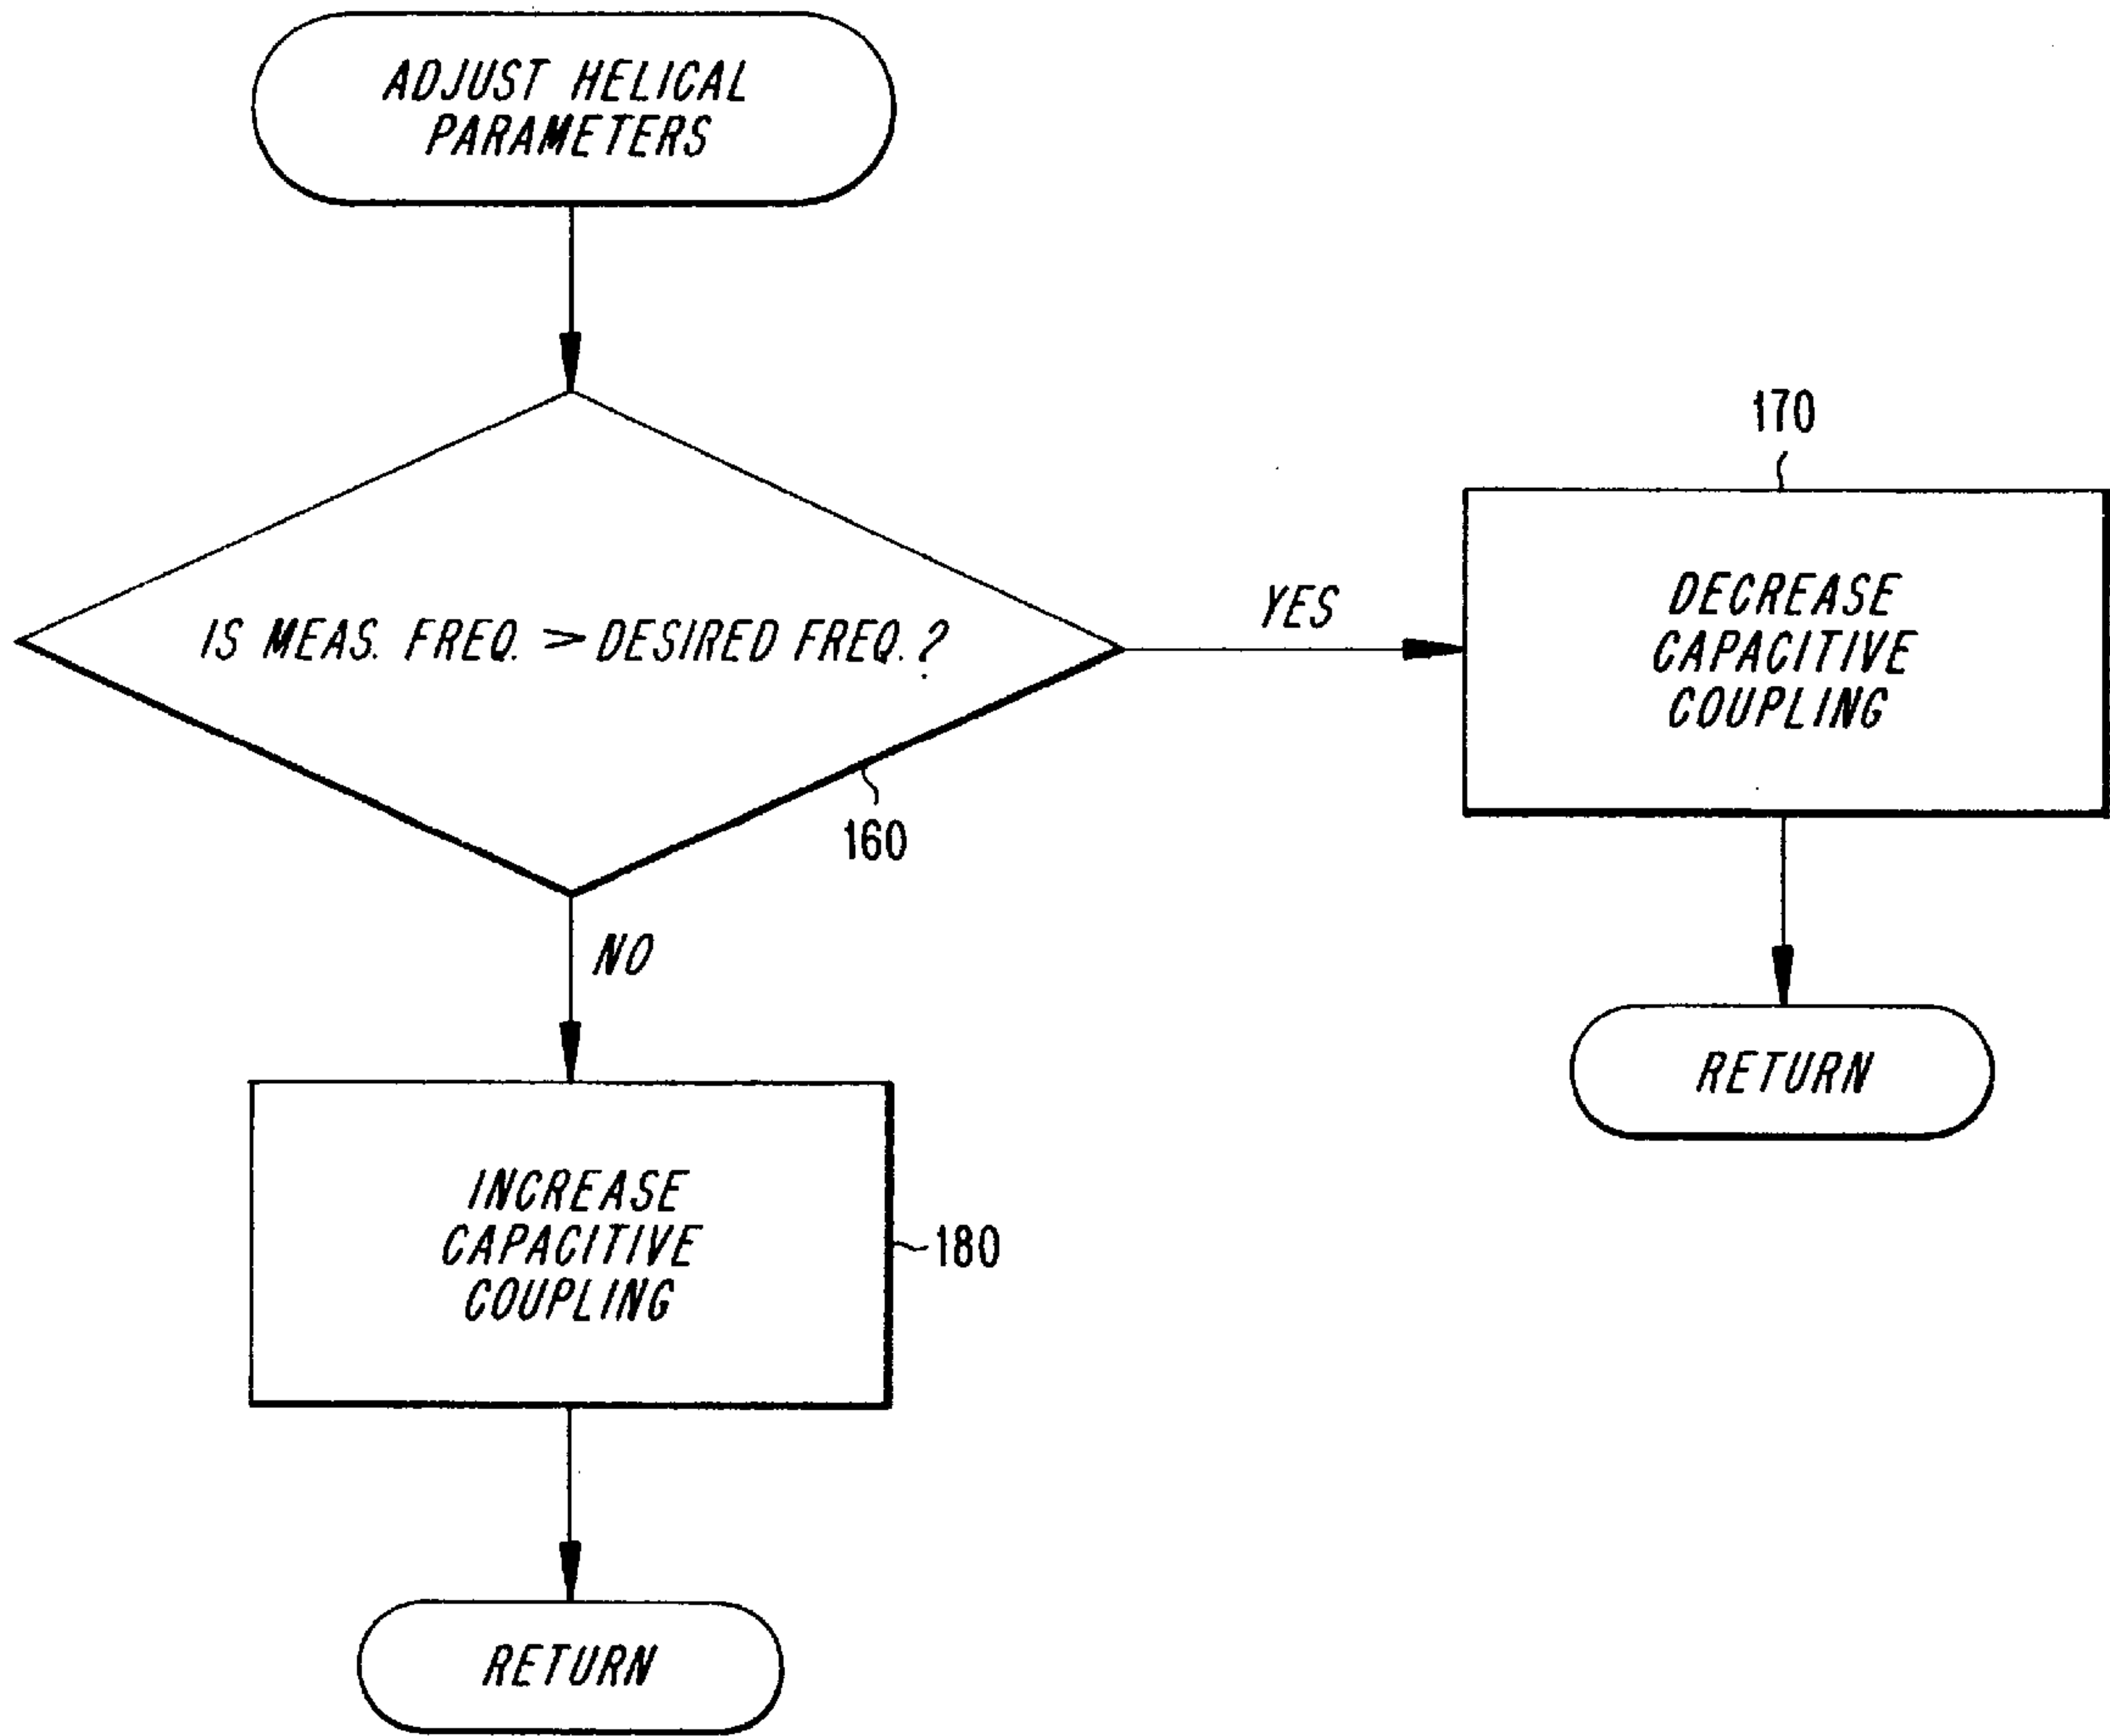 ADJUST HELICAL
PARAMETERS
IS MEAS. FREQ. > DESIRED FREQ.?
160
YES
170
DECREASE
CAPACITIVE
COUPLING
RETURN
NO
INCREASE
CAPACITIVE
COUPLING
180
RETURN